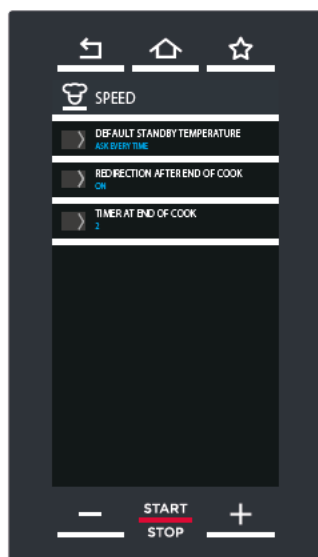 SPEED
DEFAULT STANDBY TEMPERATURE
ASK EVERY TIME
REDIRECTION AFTER END OF COOK
ON
TIMER AT END OF COOK
2
START
STOP